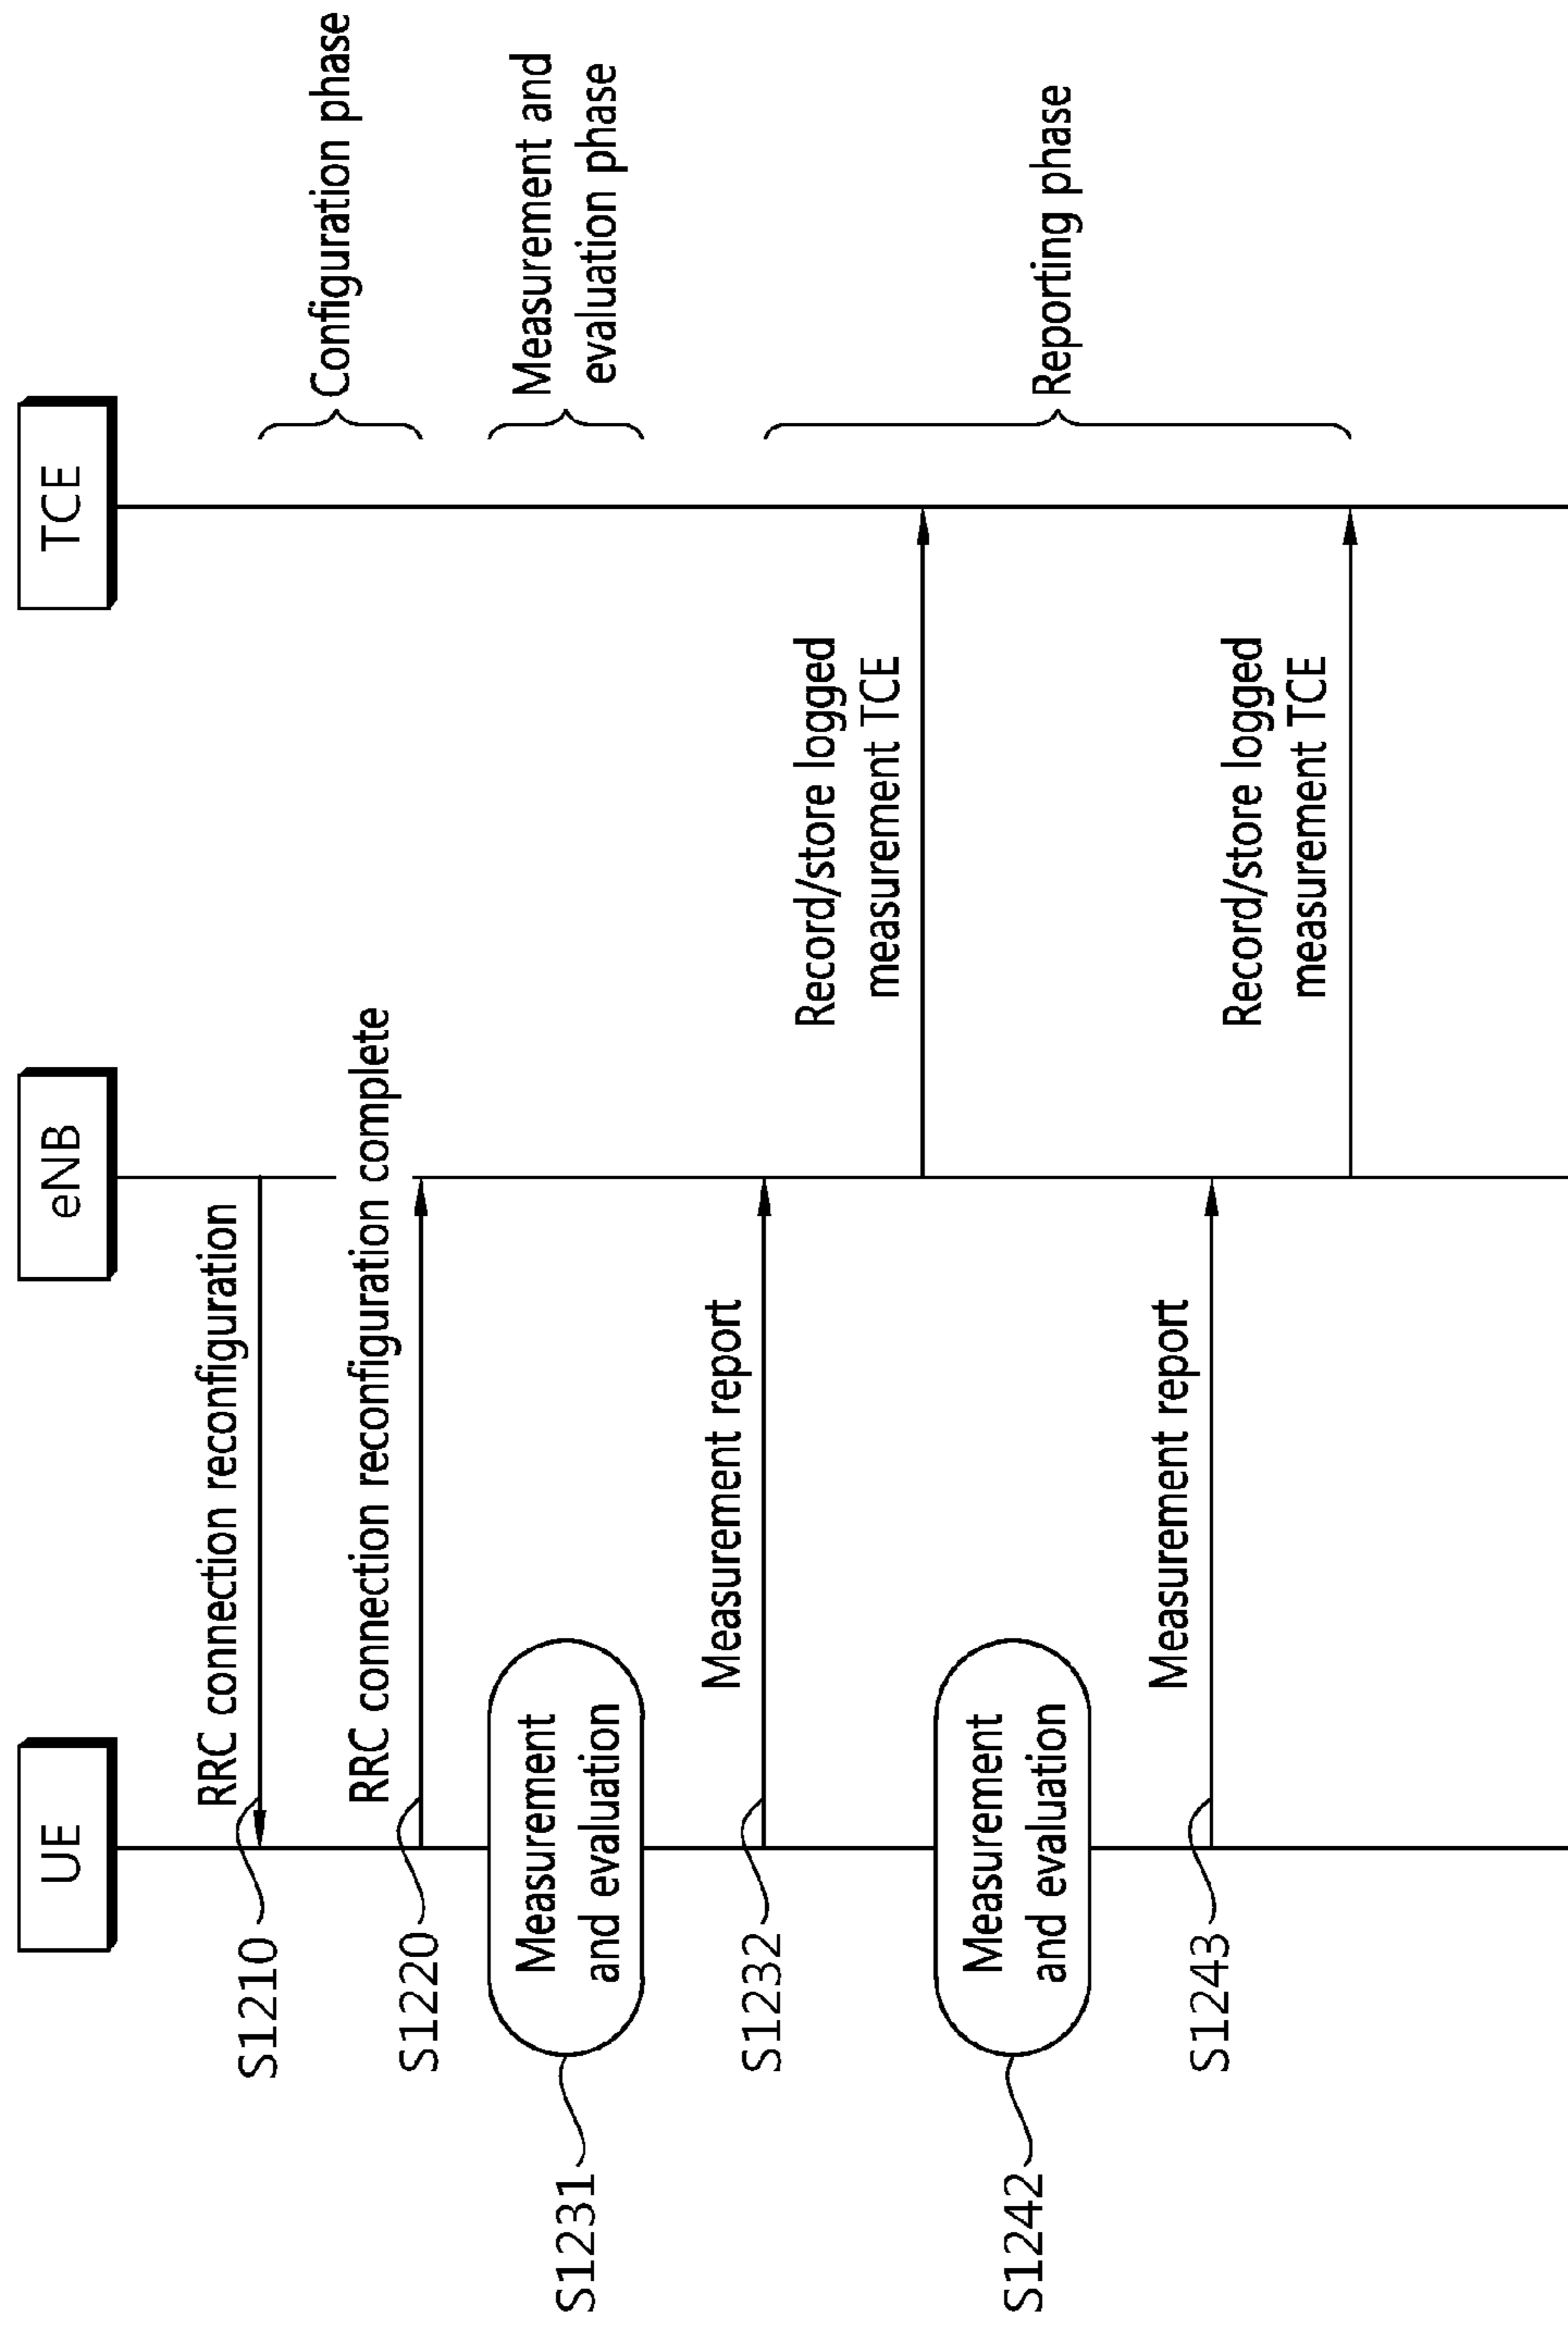 UE
eNB
TCE
RRC connection reconfiguration
S1210
Configuration phase
RRC connection reconfiguration complete
S1220
Measurement
and evaluation
S1231
Measurement and
evaluation phase
Measurement report
S1232
Record/store logged
measurement TCE
Measurement
and evaluation
S1242
Reporting phase
Measurement report
S1243
Record/store logged
measurement TCE